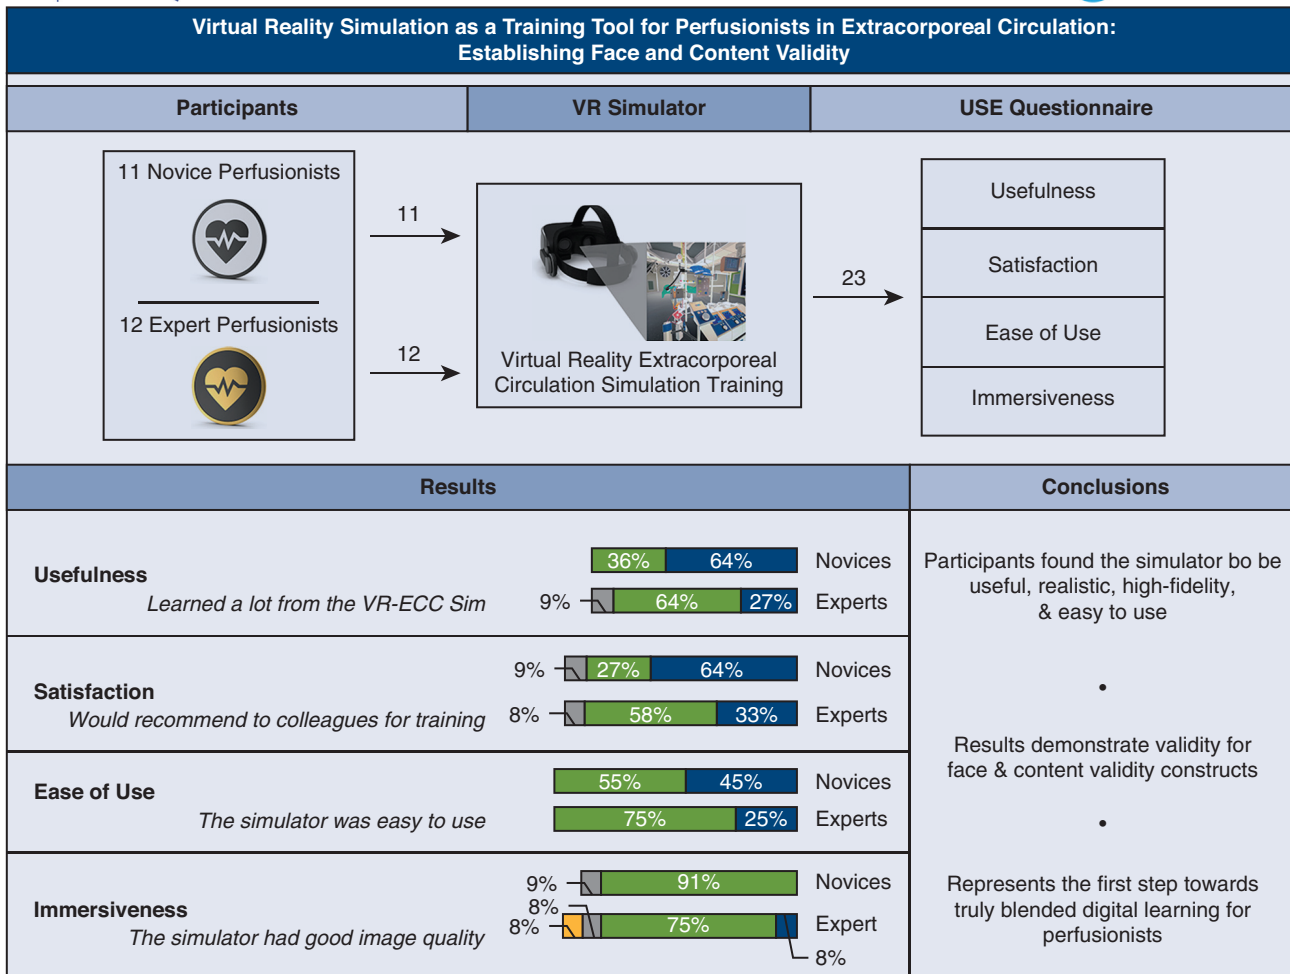 Virtual Reality Simulation as a Training Tool for Perfusionists in Extracorporeal Circulation:
Establishing Face and Content Validity
Participants
VR Simulator
USE Questionnaire
11 Novice Perfusionists
12 Expert Perfusionists
11
12
Virtual Reality Extracorporeal
Circulation Simulation Training
23
Usefulness
Satisfaction
Ease of Use
Immersiveness
Results
Usefulness
Learned a lot from the VR-ECC Sim
36% 64% Novices
9% 64% 27% Experts
Satisfaction
Would recommend to colleagues for training
9% 27% 64% Novices
8% 58% 33% Experts
Ease of Use
The simulator was easy to use
55% 45% Novices
75% 25% Experts
Immersiveness
The simulator had good image quality
9% 91% Novices
8% 8% 75% 8% Expert
Conclusions
Participants found the simulator bo be
useful, realistic, high-fidelity,
& easy to use
•
Results demonstrate validity for
face & content validity constructs
•
Represents the first step towards
truly blended digital learning for
perfusionists